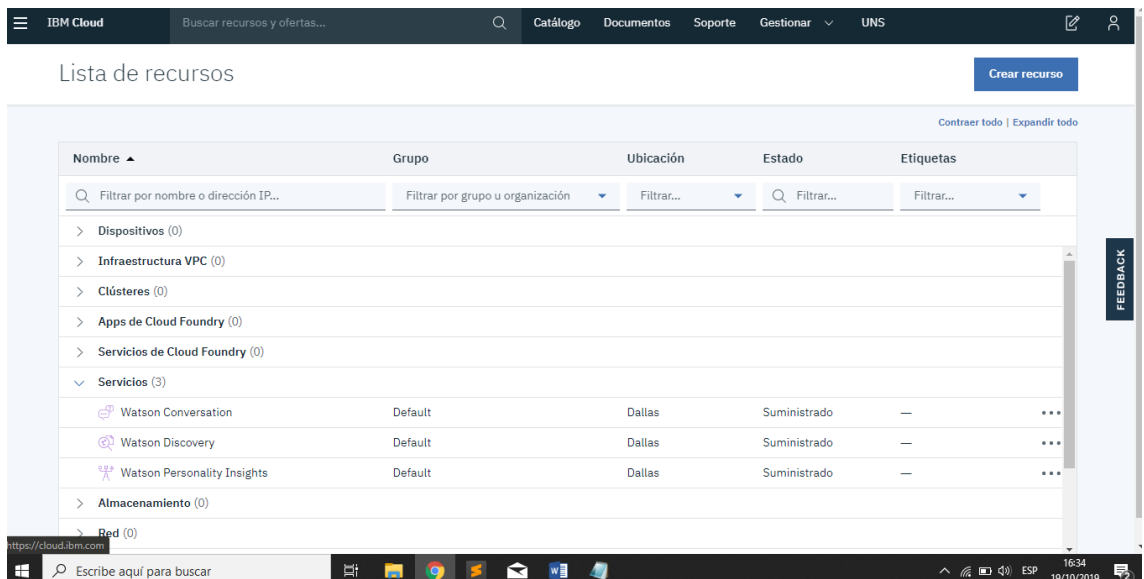 IBM Cloud Buscar recursos y ofertas... Catálogo Documentos Soporte Gestionar UNS
Lista de recursos Crear recurso
Contraer todo | Expandir todo
Nombre Grupo Ubicación Estado Etiquetas
Filtrar por nombre o dirección IP... Filtrar por grupo u organización Filtrar... Filtrar... Filtrar...
Dispositivos (0)
Infraestructura VPC (0)
Clústeres (0)
Apps de Cloud Foundry (0)
Servicios de Cloud Foundry (0)
Servicios (3)
Watson Conversation Default Dallas Suministrado —
Watson Discovery Default Dallas Suministrado —
Watson Personality Insights Default Dallas Suministrado —
Almacenamiento (0)
Red (0)
FEEDBACK
https://cloud.ibm.com
Escribe aquí para buscar ESP 16:34
19/10/2019